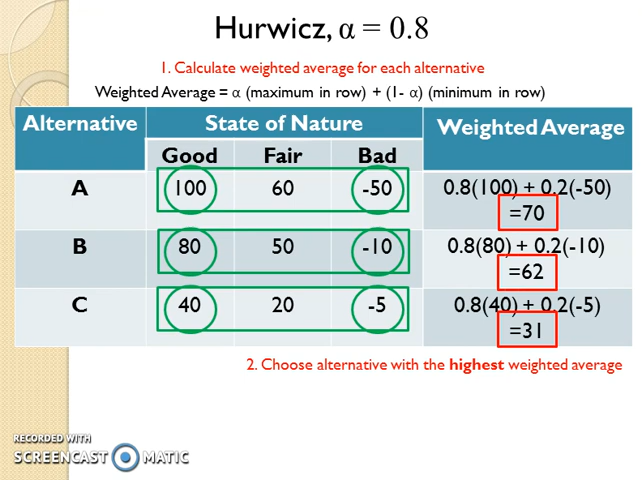 Hurwicz, α = 0.8
1. Calculate weighted average for each alternative
Weighted Average = α (maximum in row) + (1- α) (minimum in row)
Alternative State of Nature Weighted Average
Good Fair Bad
A 100 60 -50 0.8(100) + 0.2(-50)
=70
B 80 50 -10 0.8(80) + 0.2(-10)
=62
C 40 20 -5 0.8(40) + 0.2(-5)
=31
2. Choose alternative with the highest weighted average
RECORDED WITH
SCREENCAST MATIC